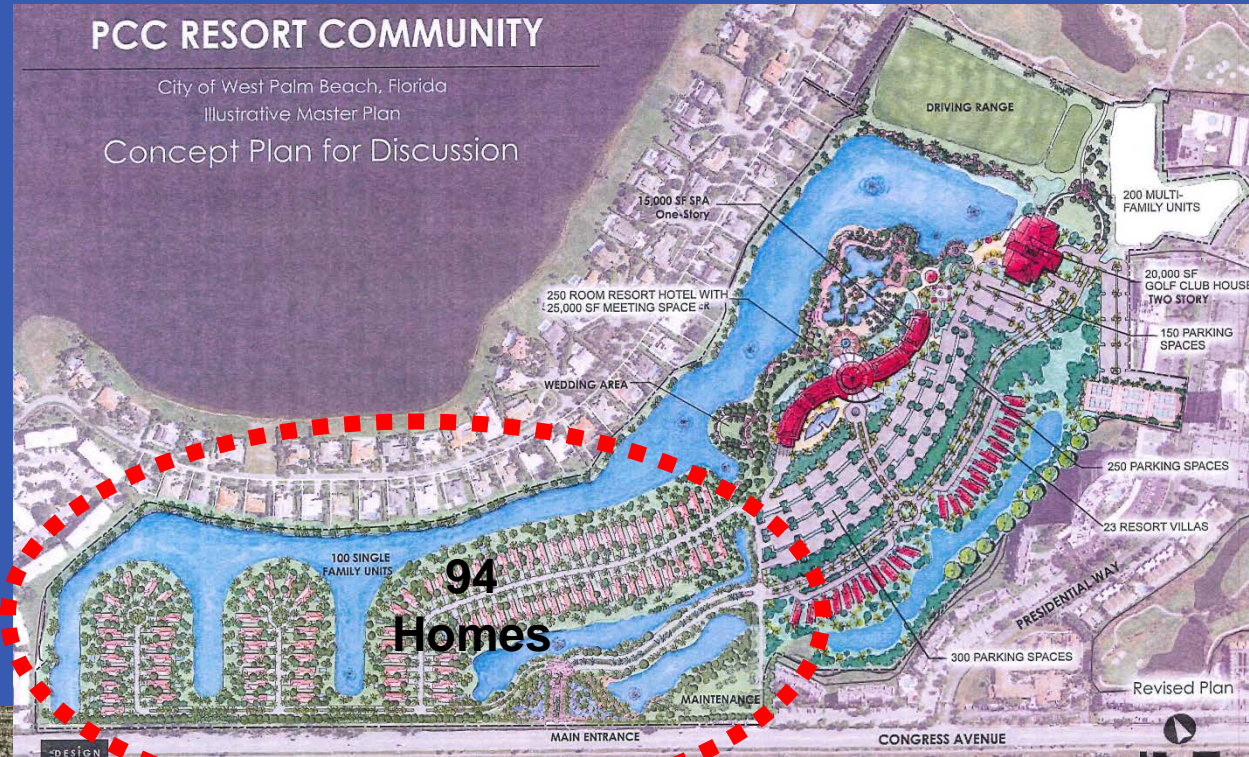 PCC RESORT COMMUNITY
City of West Palm Beach, Florida
Illustrative Master Plan
Concept Plan for Discussion
DRIVING RANGE
15,000 SF SPA
One-Story
200 MULTI-
FAMILY UNITS
250 ROOM RESORT HOTEL WITH
25,000 SF MEETING SPACE
20,000 SF
GOLF CLUB HOUSE
TWO STORY
150 PARKING
SPACES
WEDDING AREA
250 PARKING SPACES
23 RESORT VILLAS
100 SINGLE
FAMILY UNITS
94
Homes
PRESIDENTIAL WAY
300 PARKING SPACES
Revised Plan
MAINTENANCE
MAIN ENTRANCE
CONGRESS AVENUE
DESIGN